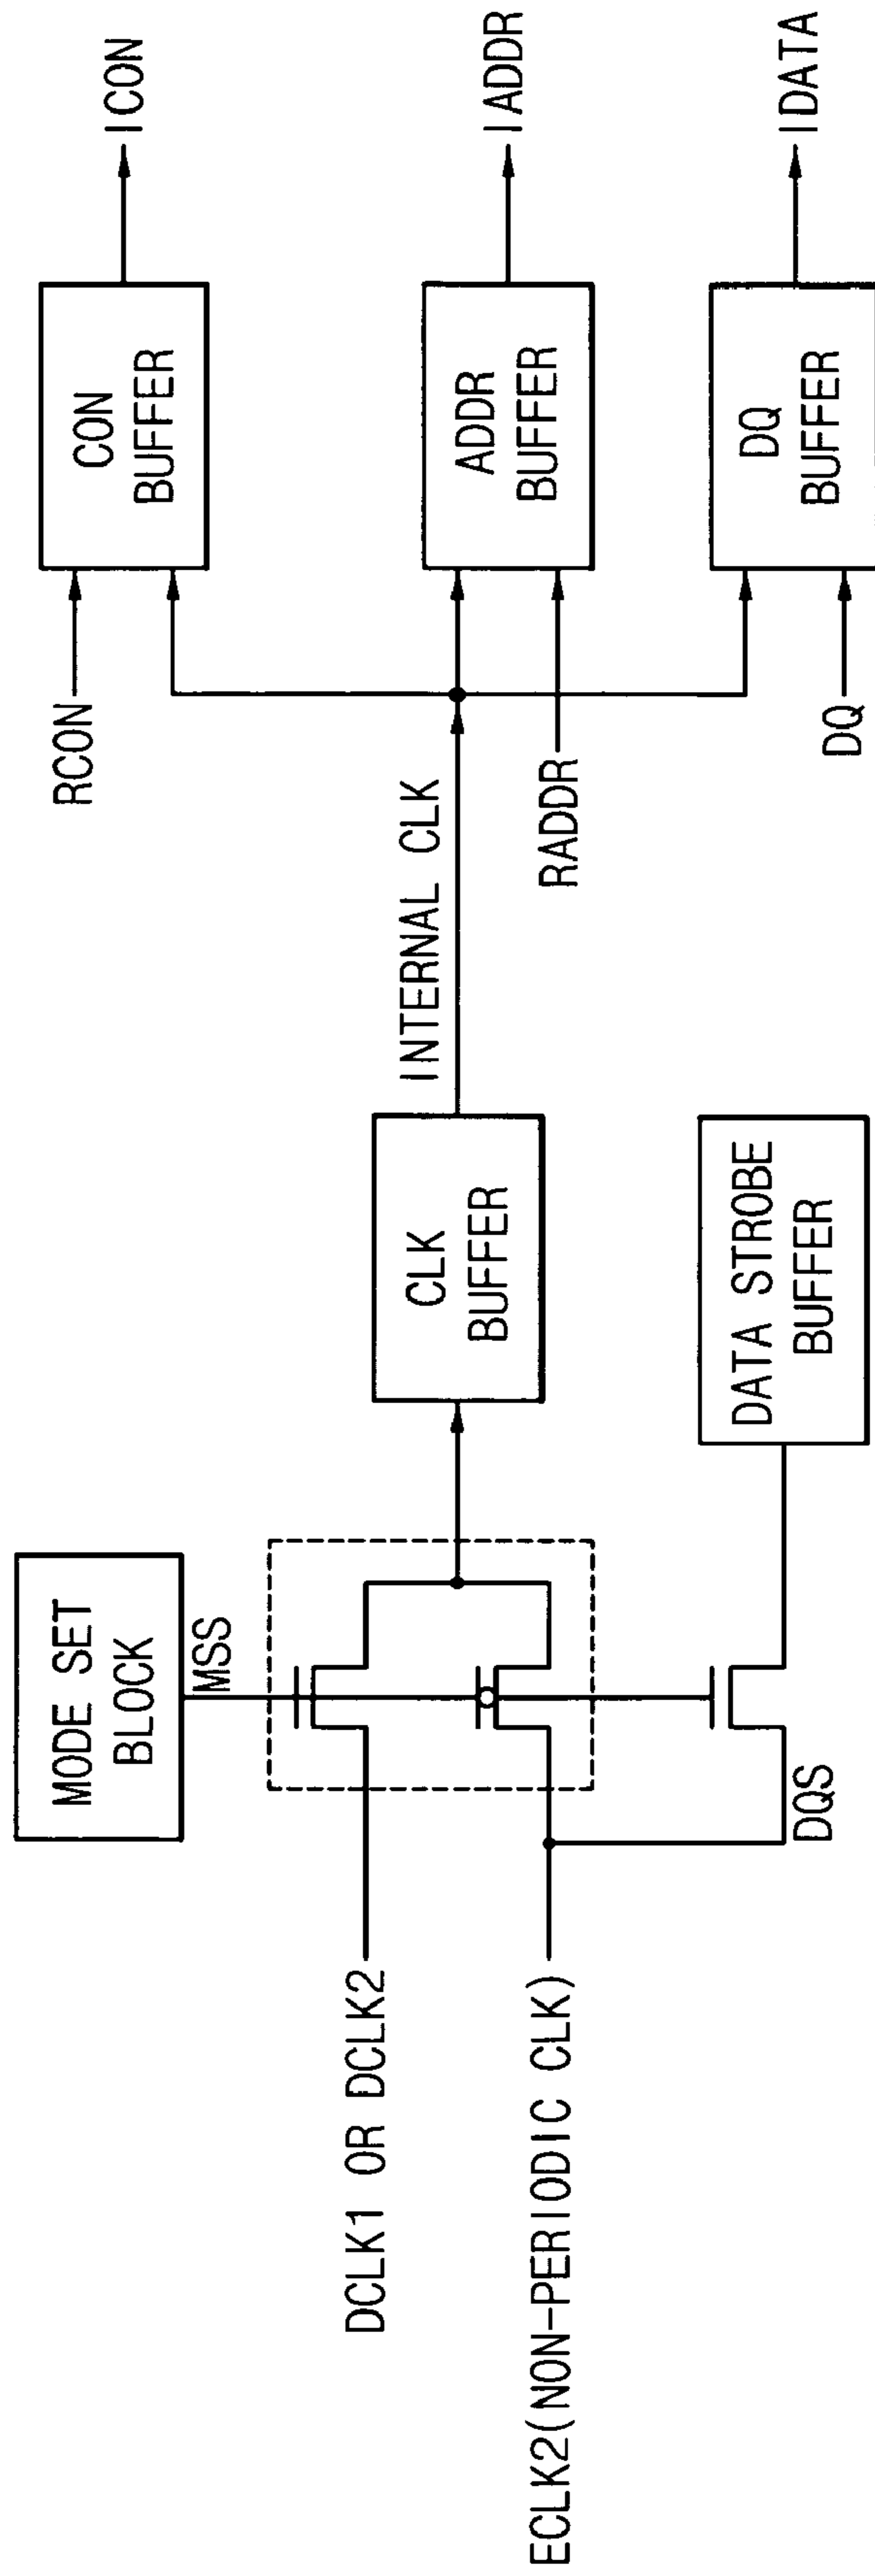 MODE SET
BLOCK
MSS
DCLK1 OR DCLK2
ECLK2(NON-PERIODIC CLK)
DQS
CLK
BUFFER
DATA STROBE
BUFFER
INTERNAL CLK
RCON
RADDR
DQ
CON
BUFFER
ADDR
BUFFER
DQ
BUFFER
ICON
IADDR
IDATA